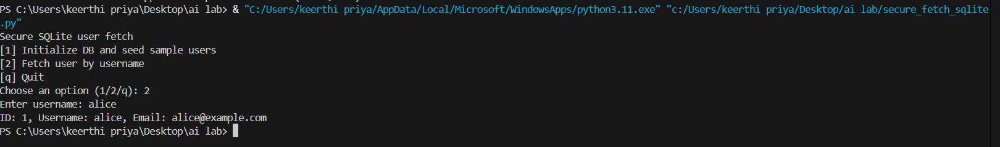 PS C:\Users\keerthi priya\Desktop\ai lab> & "C:/Users/keerthi priya/AppData/Local/Microsoft/WindowsApps/python3.11.exe" "c:/Users/keerthi priya/Desktop/ai lab/secure_fetch_sqlite
.py"
Secure SQLite user fetch
[1] Initialize DB and seed sample users
[2] Fetch user by username
[q] Quit
Choose an option (1/2/q): 2
Enter username: alice
ID: 1, Username: alice, Email: alice@example.com
PS C:\Users\keerthi priya\Desktop\ai lab>